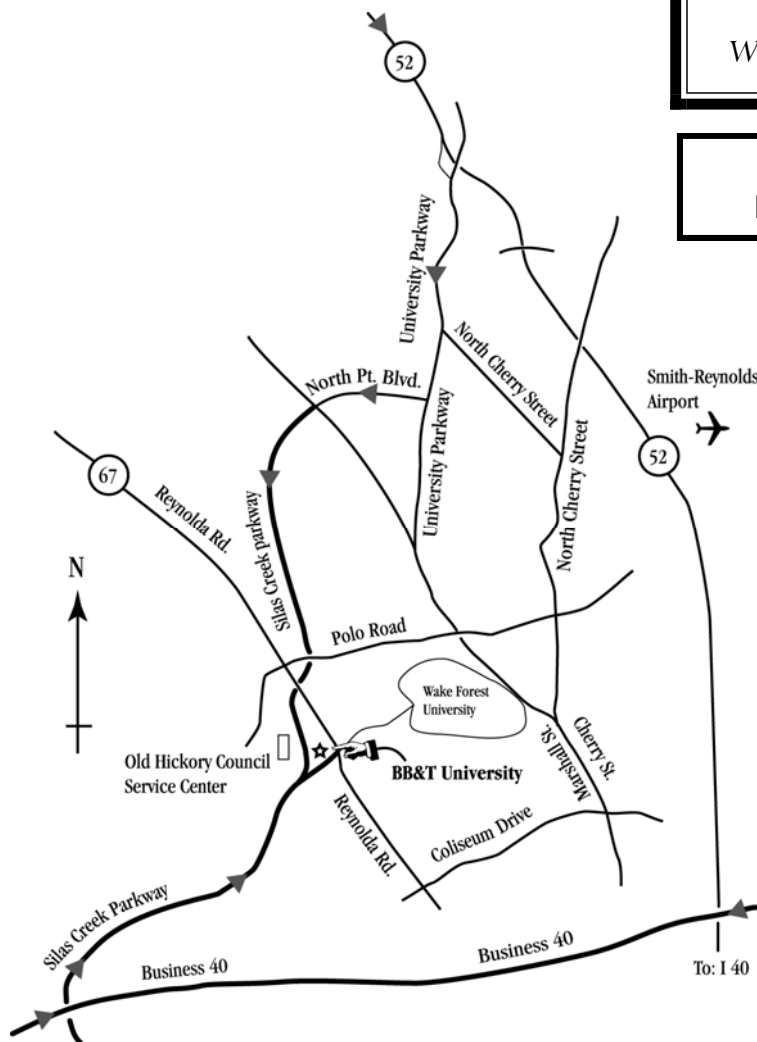 W
52
University Parkway
North Cherry Street
North Pt. Blvd.
Smith-Reynolds
Airport
67
Reynolda Rd.
Silas Creek Parkway
University Parkway
North Cherry Street
52
N
Polo Road
Wake Forest
University
Old Hickory Council
Service Center
BB&T University
Marshall St.
Cherry St.
Reynolda Rd.
Coliseum Drive
Silas Creek Parkway
Business 40
Business 40
To: I 40